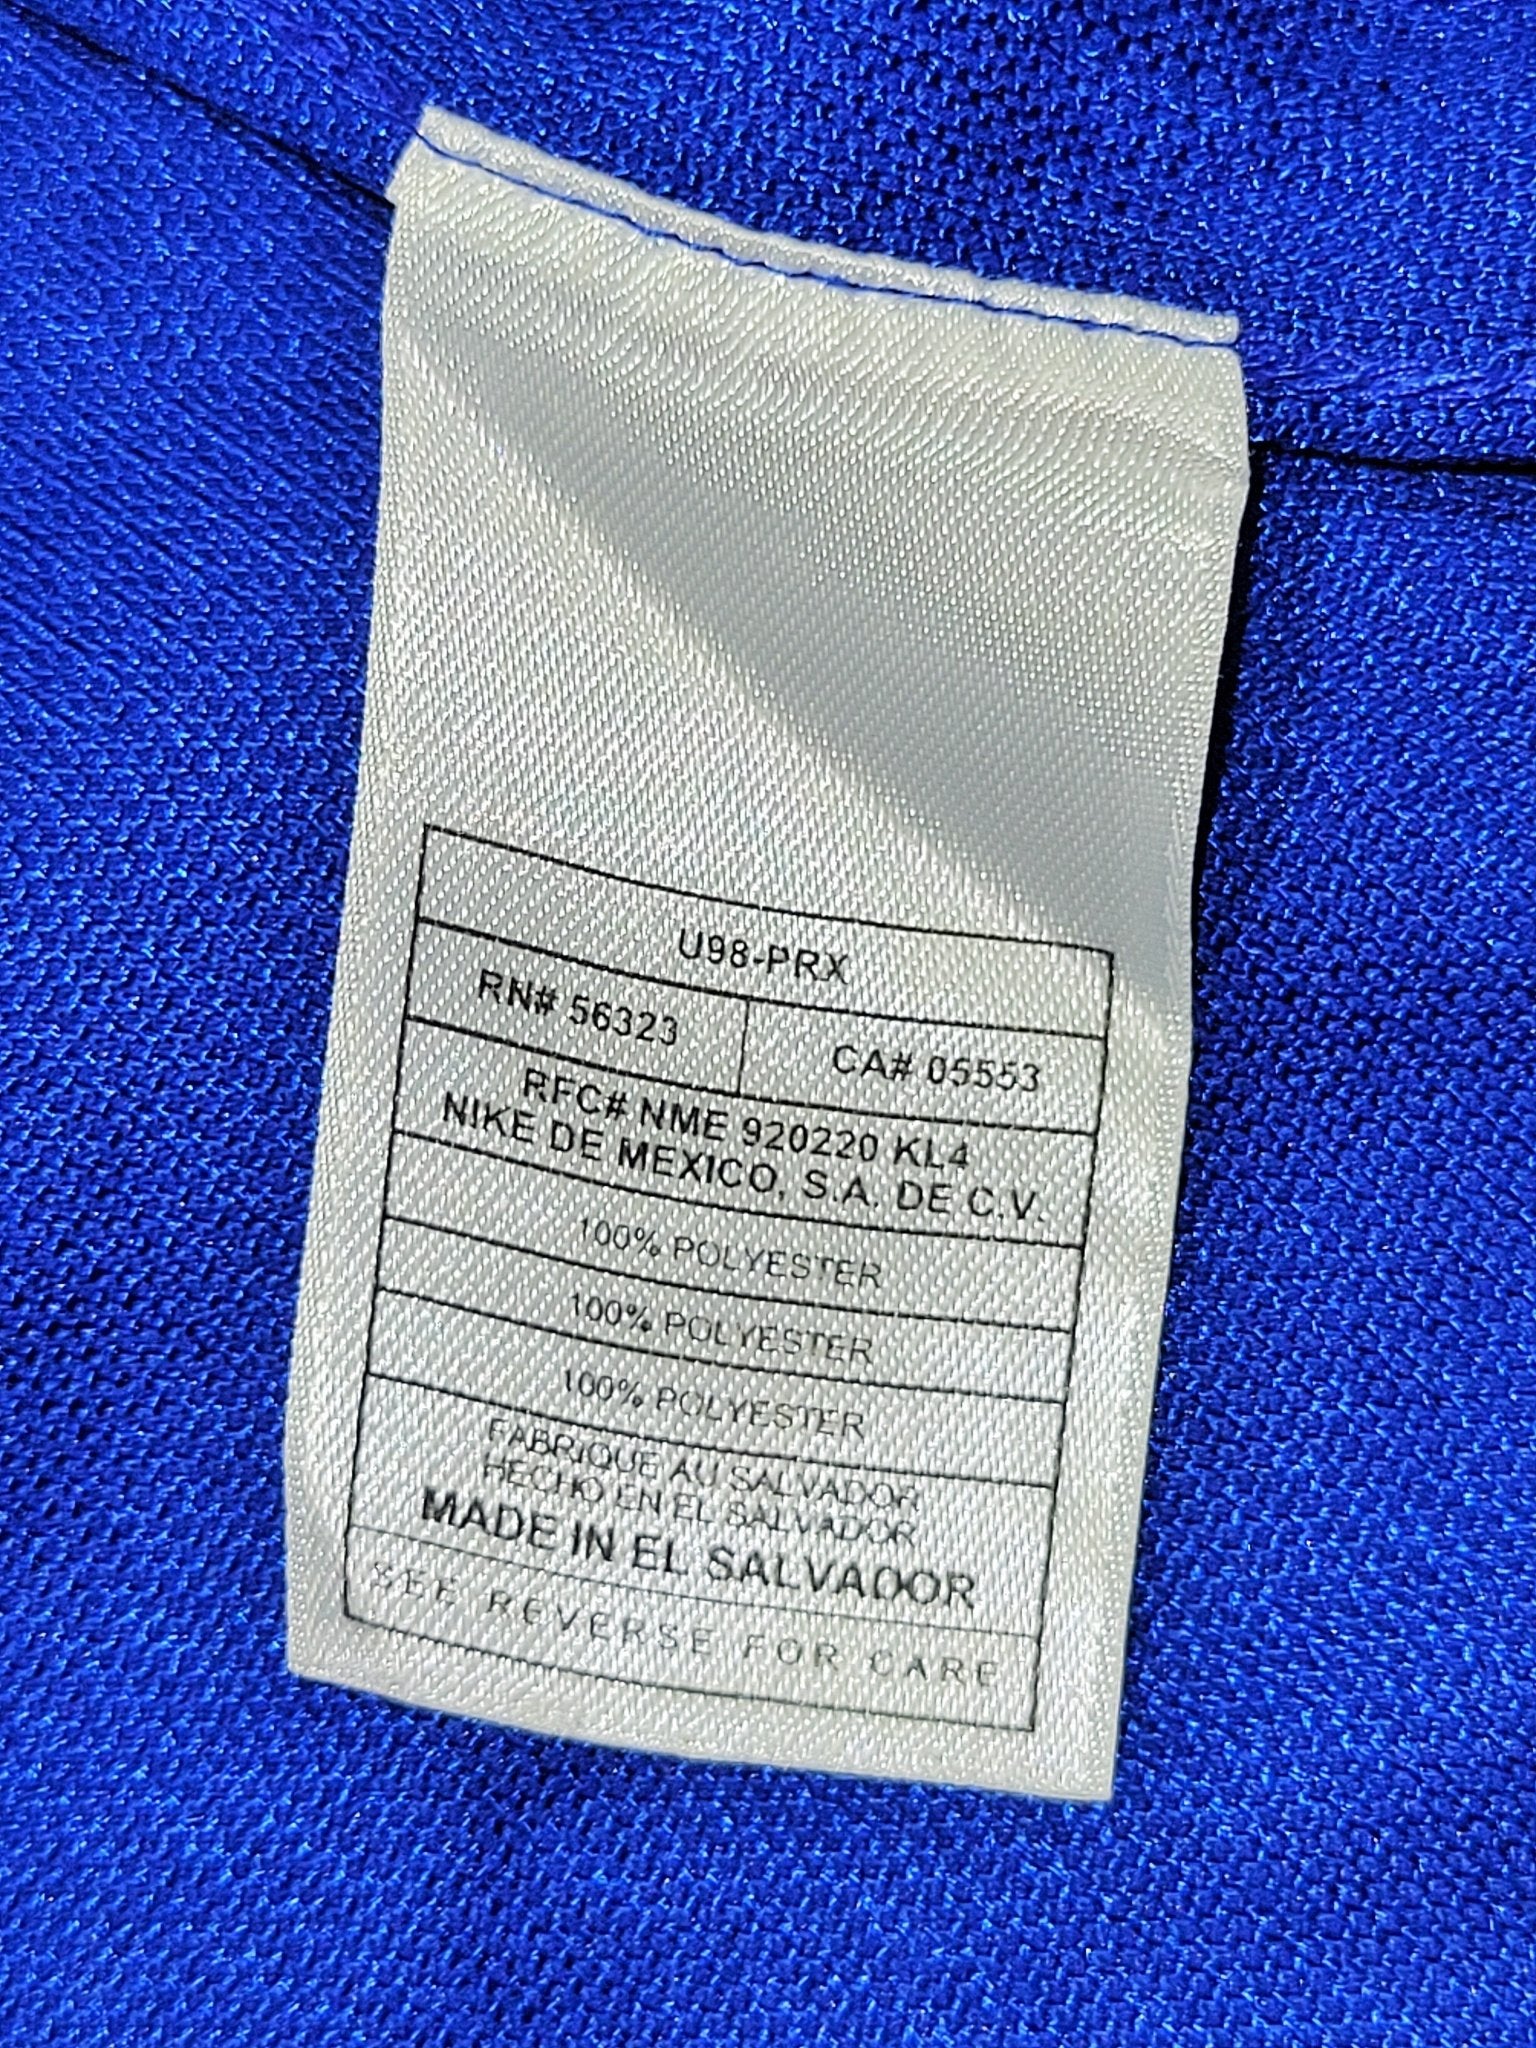 U98-PRX
RN# 56323
CA# 05553
RFC# NME 920220 KL4
NIKE DE MEXICO, S.A. DE C.V.
100% POLYESTER
100% POLYESTER
100% POLYESTER
FABRIQUE AU SALVADOR
HECHO EN EL SALVADOR
MADE IN EL SALVADOR
SEE REVERSE FOR CARE